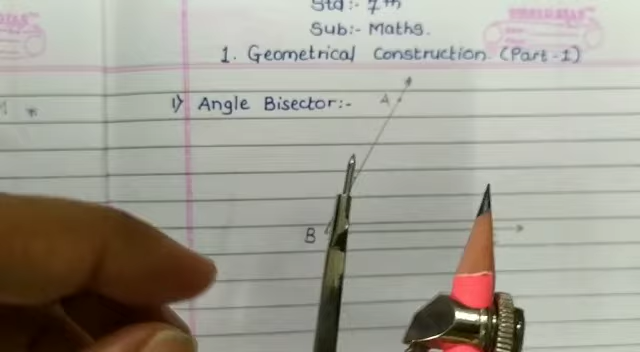 Std:- 7th
Sub:- Maths.
1. Geometrical Construction (Part-1)
1) Angle Bisector:-
A
B